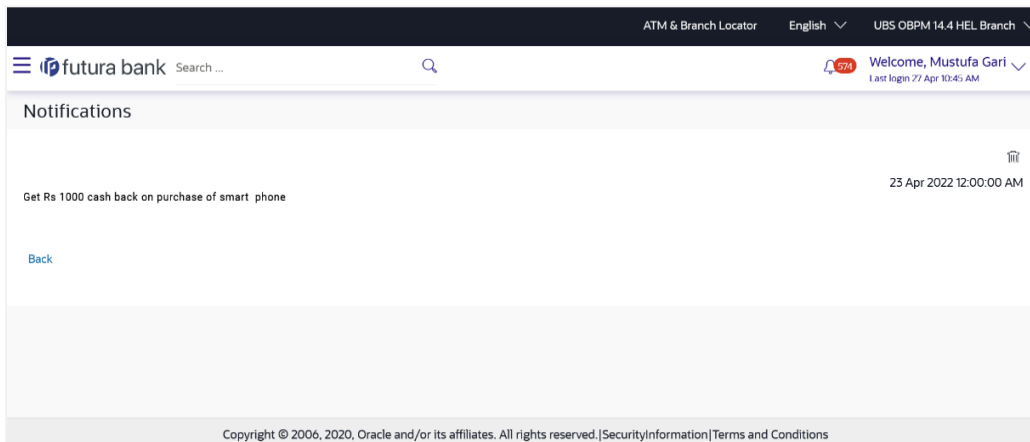 ATM & Branch Locator English UBS OBPM 14.4 HEL Branch
futura bank Search ... 574 Welcome, Mustufa Gari
Last login 27 Apr 10:45 AM
Notifications
23 Apr 2022 12:00:00 AM
Get Rs 1000 cash back on purchase of smart phone
Back
Copyright © 2006, 2020, Oracle and/or its affiliates. All rights reserved.|SecurityInformation|Terms and Conditions